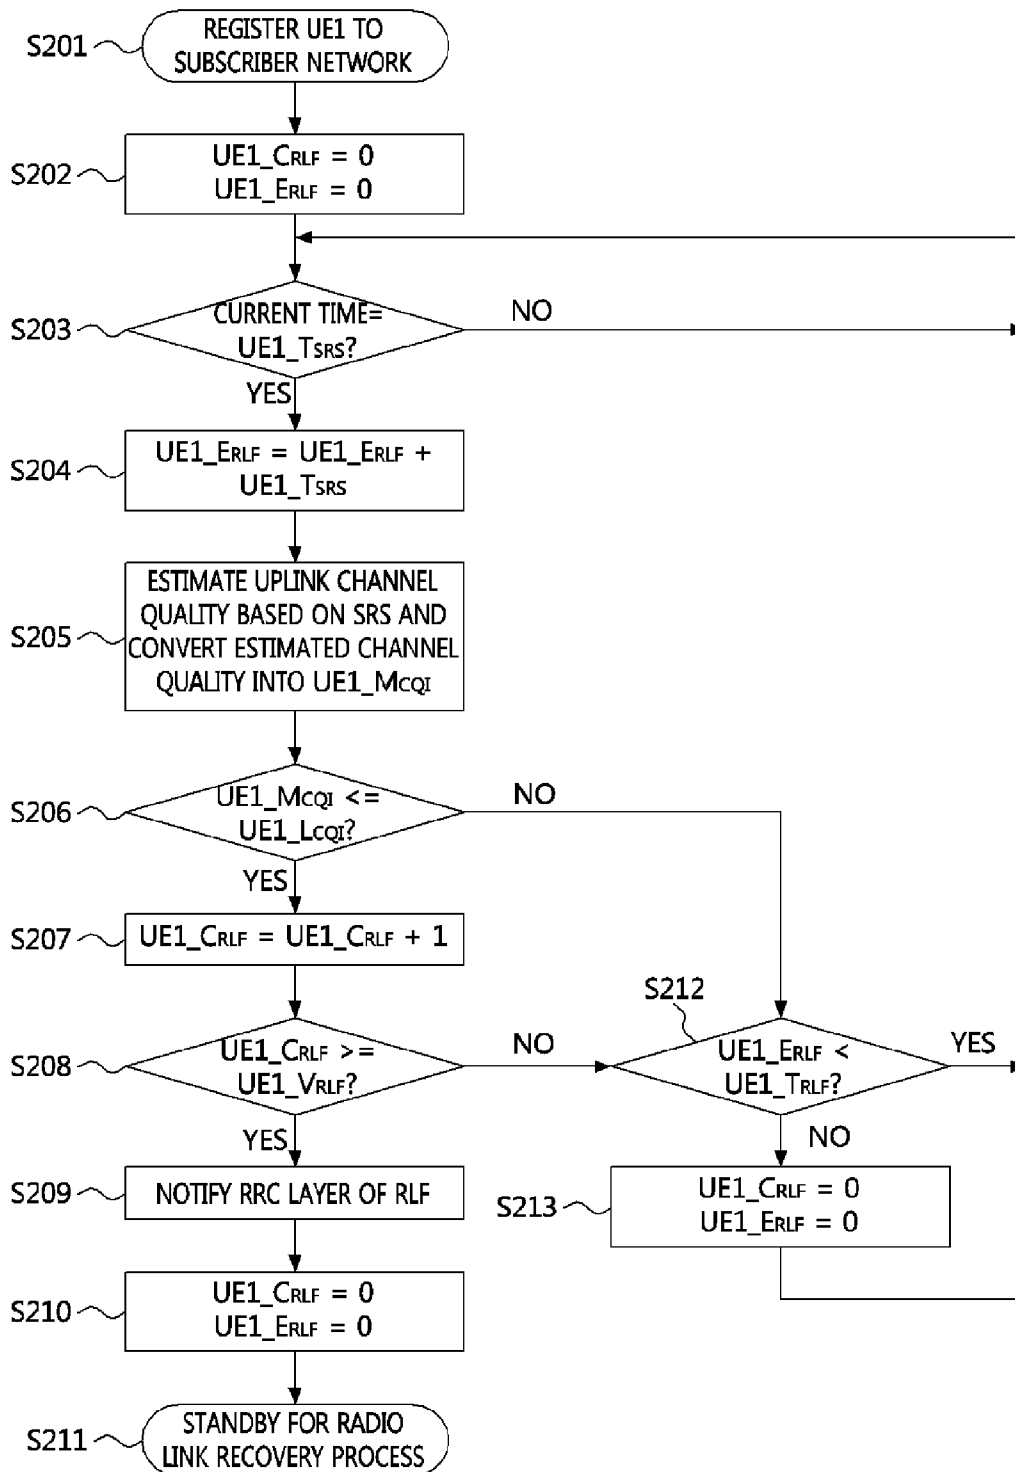 S201
REGISTER UE1 TO
SUBSCRIBER NETWORK
S202
UE1_CRLF = 0
UE1_ERLF = 0
S203
CURRENT TIME=
UE1_TSRS?
NO
YES
S204
UE1_ERLF = UE1_ERLF +
UE1_TSRS
S205
ESTIMATE UPLINK CHANNEL
QUALITY BASED ON SRS AND
CONVERT ESTIMATED CHANNEL
QUALITY INTO UE1_MCQI
S206
UE1_MCQI <=
UE1_LCQI?
NO
YES
S207
UE1_CRLF = UE1_CRLF + 1
S208
UE1_CRLF >=
UE1_VRLF?
NO
YES
S212
UE1_ERLF <
UE1_TRLF?
YES
NO
S209
NOTIFY RRC LAYER OF RLF
S213
UE1_CRLF = 0
UE1_ERLF = 0
S210
UE1_CRLF = 0
UE1_ERLF = 0
S211
STANDBY FOR RADIO
LINK RECOVERY PROCESS